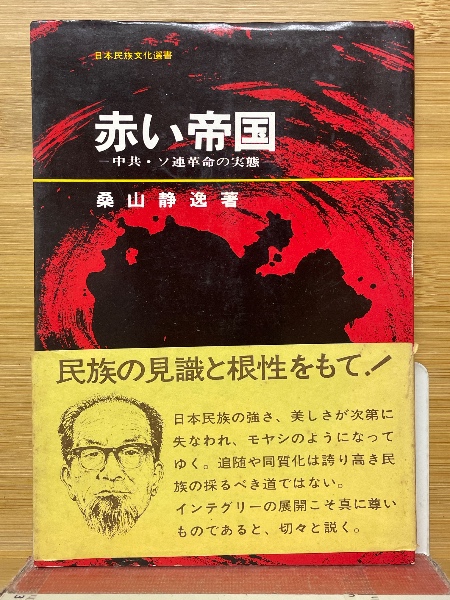 日本民族文化選書
赤い帝国
—中共・ソ連革命の実態
桑山静逸著
民族の見識と根性をもて!
日本民族の強さ、美しさが次第に
失なわれ、モヤシのようになって
ゆく。追随や同質化は誇り高き民
族の採るべき道ではない。
インテグリーの展開こそ真に尊い
ものであると、切々と説く。